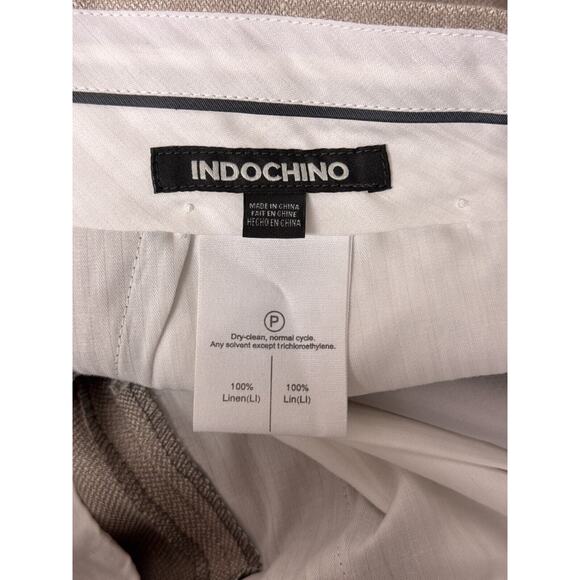 INDOCHINO
MADE IN CHINA
FAIT EN CHINE
HECHO EN CHINA
P
Dry-clean, normal cycle.
Any solvent except trichloroethylene.
100%
Linen(LI)
100%
Lin(LI)